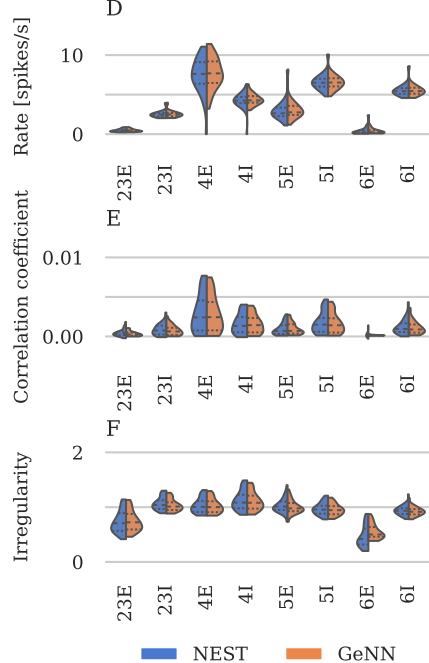 D
Rate [spikes/s]
10
0
23E 23I 4E 4I 5E 5I 6E 6I
E
Correlation coefficient
0.01
0.00
23E 23I 4E 4I 5E 5I 6E 6I
F
Irregularity
2
0
23E 23I 4E 4I 5E 5I 6E 6I
NEST GeNN